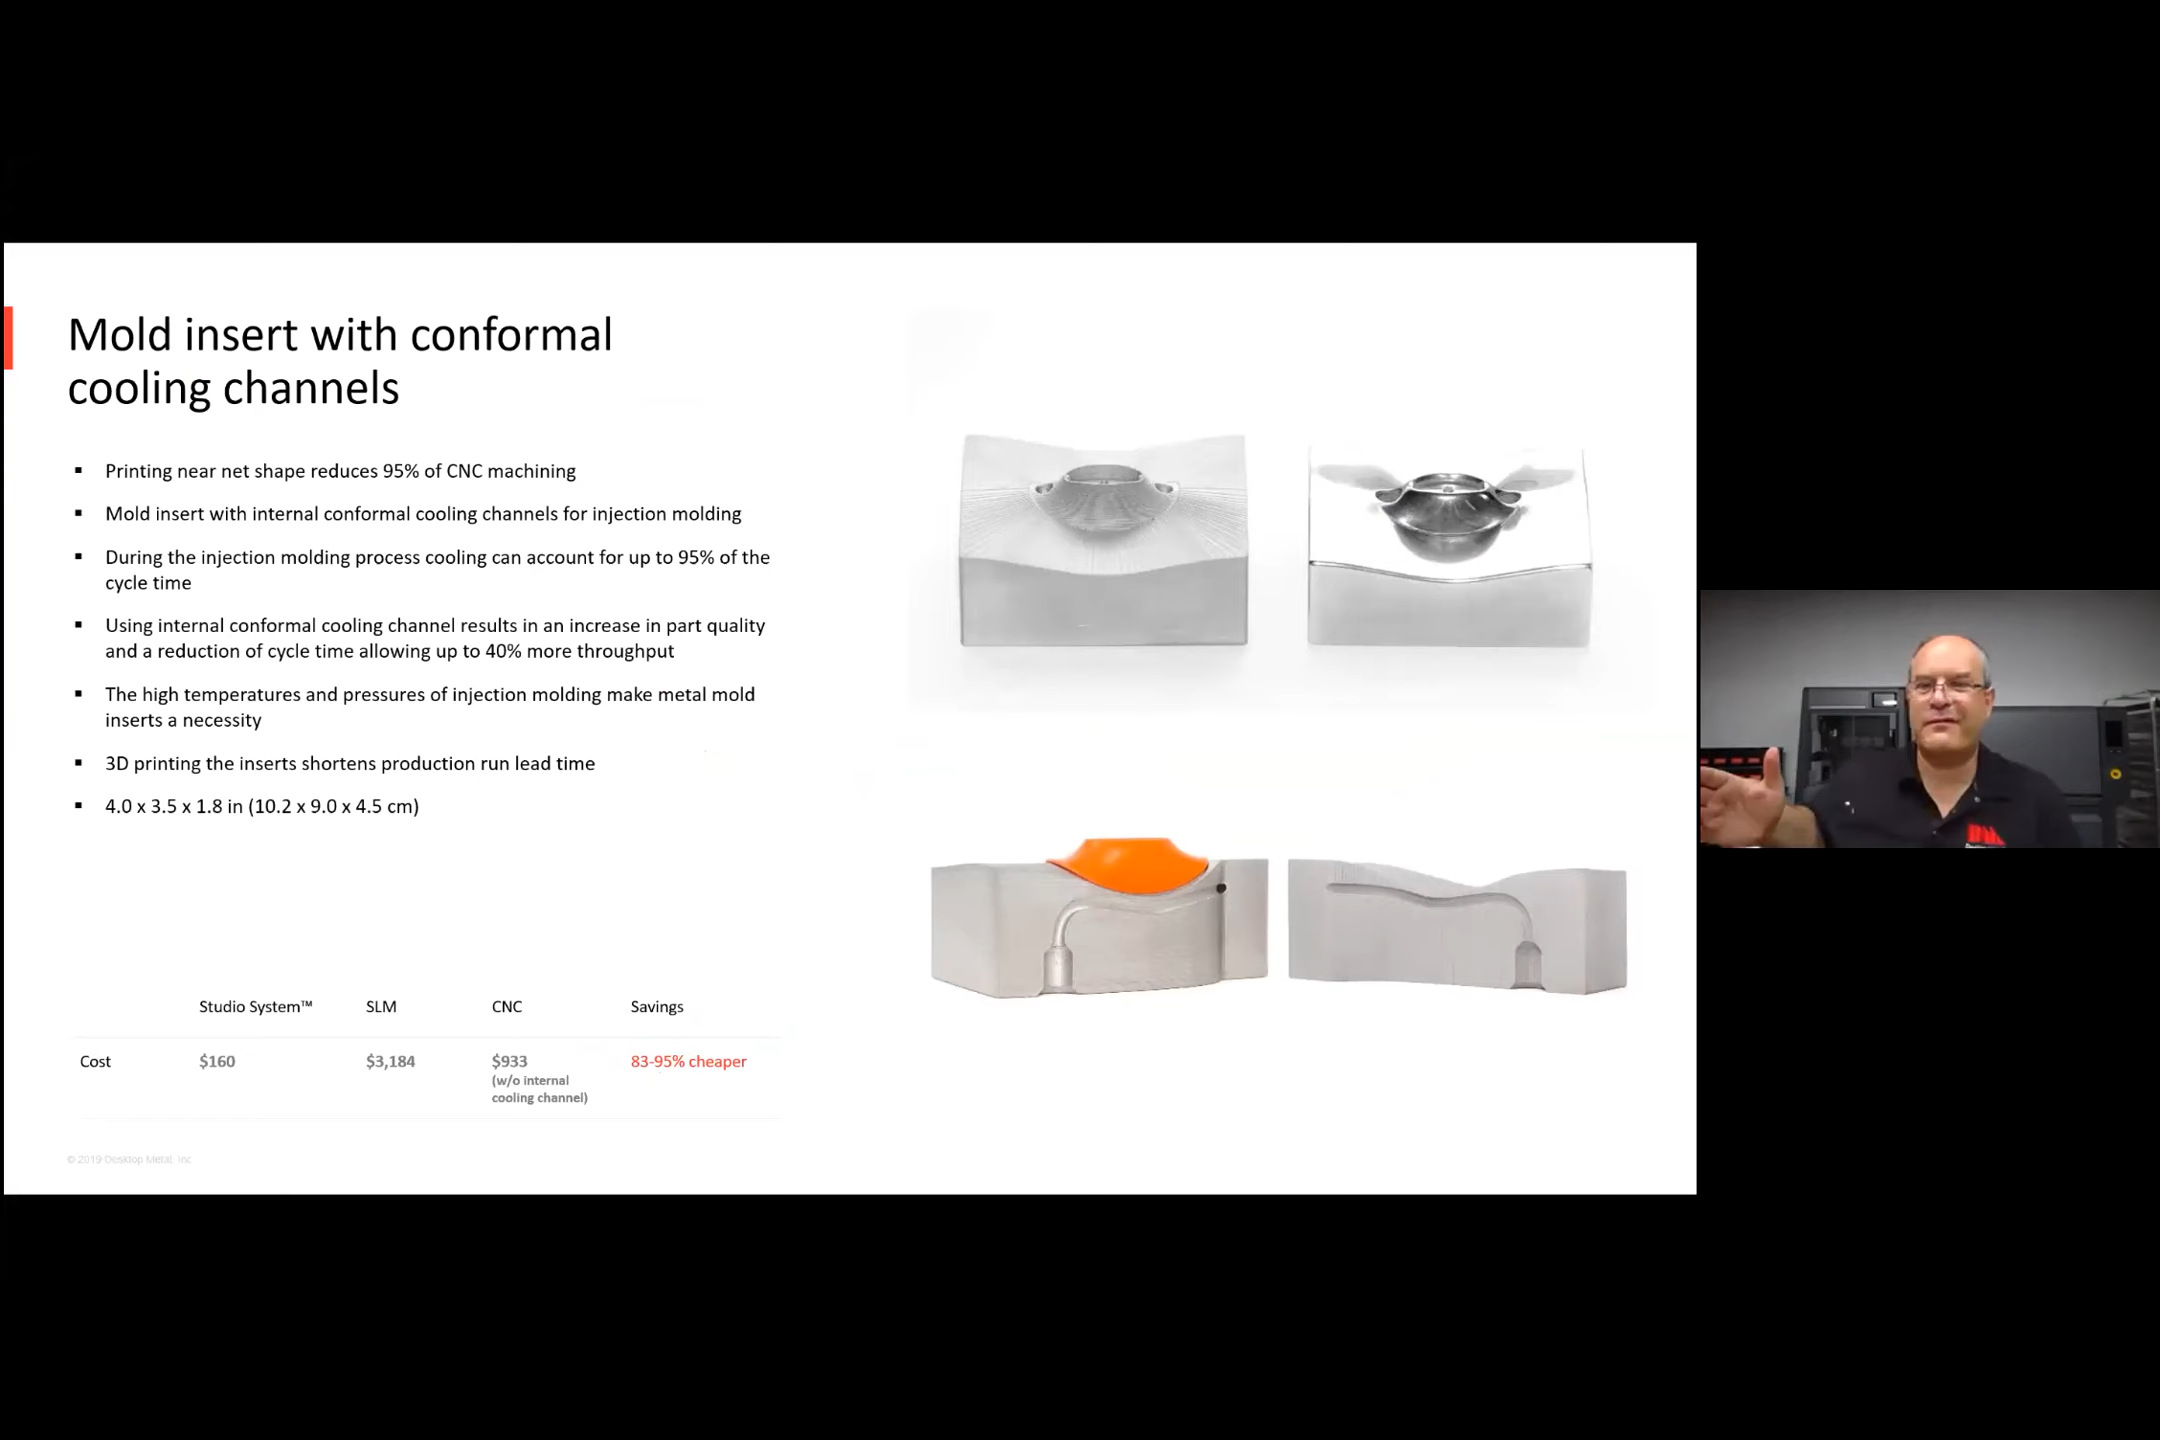 Mold insert with conformal
cooling channels
▪ Printing near net shape reduces 95% of CNC machining
▪ Mold insert with internal conformal cooling channels for injection molding
▪ During the injection molding process cooling can account for up to 95% of the
cycle time
▪ Using internal conformal cooling channel results in an increase in part quality
and a reduction of cycle time allowing up to 40% more throughput
▪ The high temperatures and pressures of injection molding make metal mold
inserts a necessity
▪ 3D printing the inserts shortens production run lead time
▪ 4.0 x 3.5 x 1.8 in (10.2 x 9.0 x 4.5 cm)
Studio System™ SLM CNC Savings
Cost $160 $3,184 $933 83-95% cheaper
(w/o internal
cooling channel)
© 2019 Desktop Metal, Inc